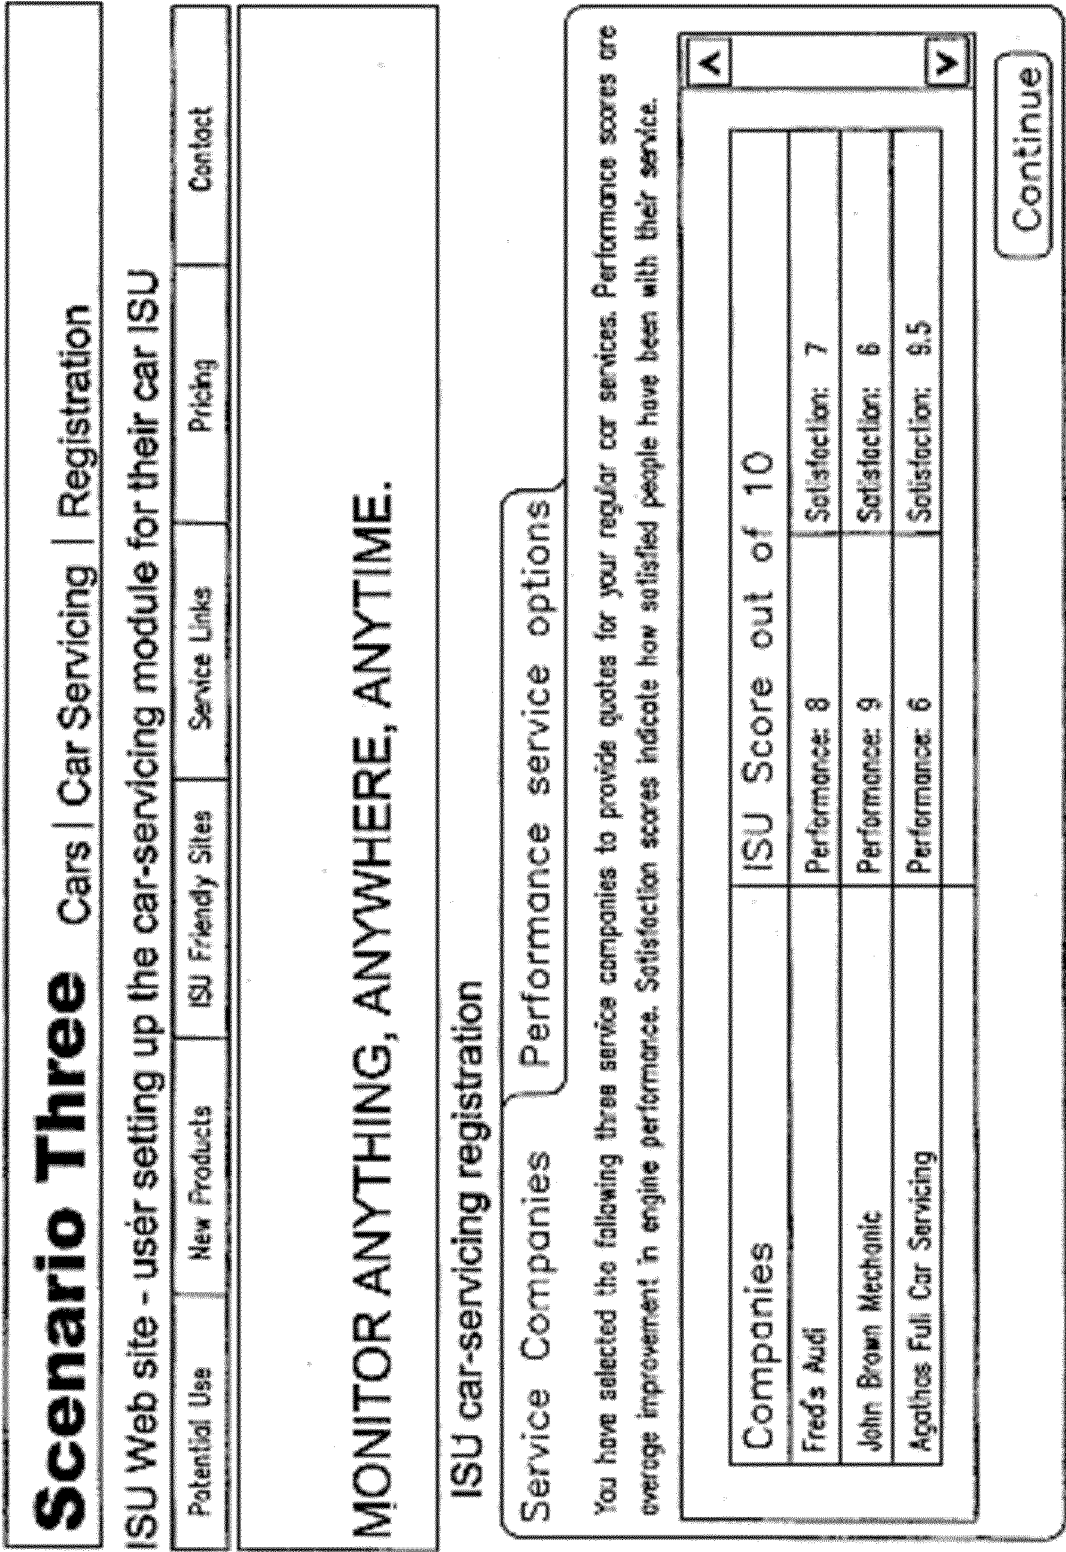 Scenario Three Cars | Car Servicing | Registration
ISU Web site - user setting up the car-servicing module for their car ISU
Potential Use New Products ISU Friendly Sites Service Links Pricing Contact
MONITOR ANYTHING, ANYWHERE, ANYTIME.
ISU car-servicing registration
Service Companies Performance service options
You have selected the following three service companies to provide quotes for your regular car services. Performance scores are
average improvement in engine performance. Satisfaction scores indicate how satisfied people have been with their service.
Companies ISU Score out of 10
Fred's Audi Performance: 8 Satisfaction: 7
John Brown Mechanic Performance: 9 Satisfaction: 6
Agathos Full Car Servicing Performance: 6 Satisfaction: 9.5
Continue